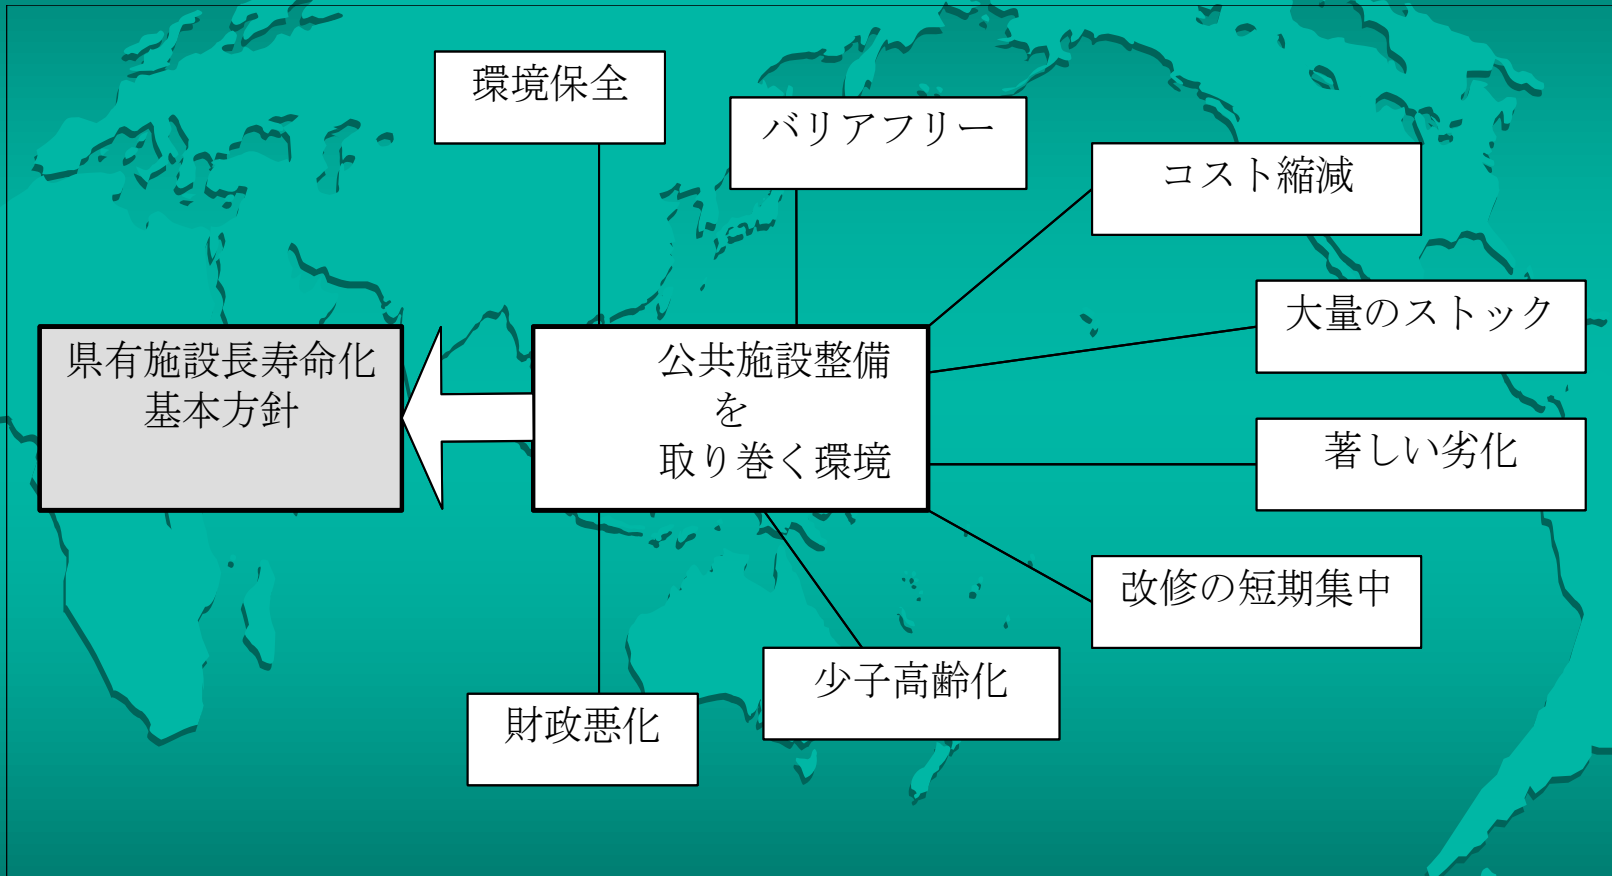 環境保全
バリアフリー
コスト縮減
大量のストック
県有施設長寿命化
基本方針
公共施設整備
を
取り巻く環境
著しい劣化
改修の短期集中
少子高齢化
財政悪化